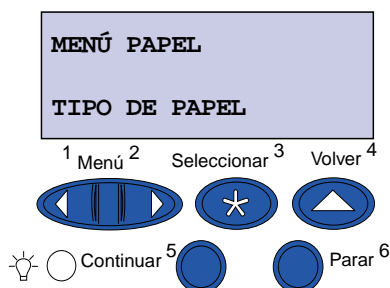 MENÚ PAPEL
TIPO DE PAPEL
1 Menú 2 Seleccionar 3 Volver 4
Continuar 5 Parar 6